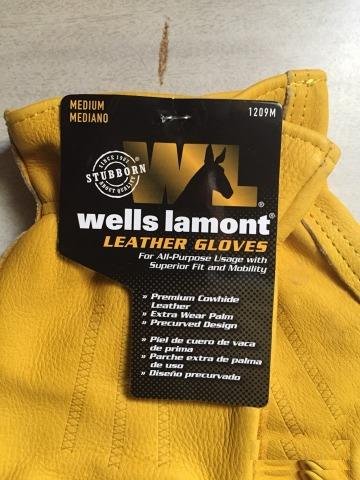 MEDIUM
MEDIANO
1209M
SINCE 1907
STUBBORN
ABOUT QUALITY
WL
wells lamont®
LEATHER GLOVES
For All-Purpose Usage with
Superior Fit and Mobility
» Premium Cowhide
Leather
» Extra Wear Palm
» Precurved Design
» Piel de cuero de vaca
de prima
» Parche extra de palma
de uso
» Diseño precurvado